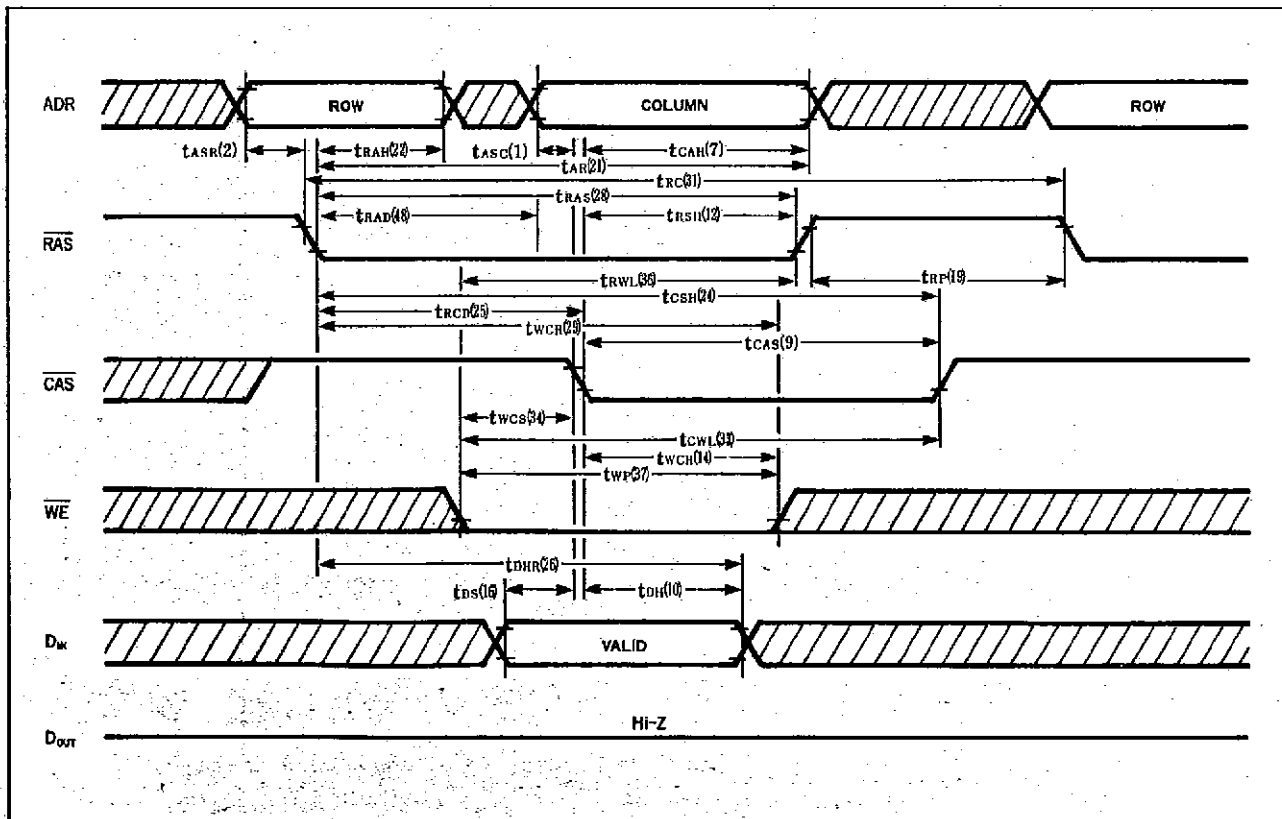 ADR
ROW
COLUMN
ROW
tASR(2)
tRAH(22)
tASC(1)
tCAH(7)
tAR(21)
tRC(31)
tRAS(28)
tRAD(48)
tRSH(12)
RAS
tRWL(36)
tRP(19)
tCSH(24)
tRCD(25)
tWCR(29)
tCAS(9)
CAS
tWCS(34)
tCWL(33)
tWCH(14)
tWP(37)
WE
tDHR(26)
tDS(16)
tDH(10)
DIN
VALID
Hi-Z
DOUT